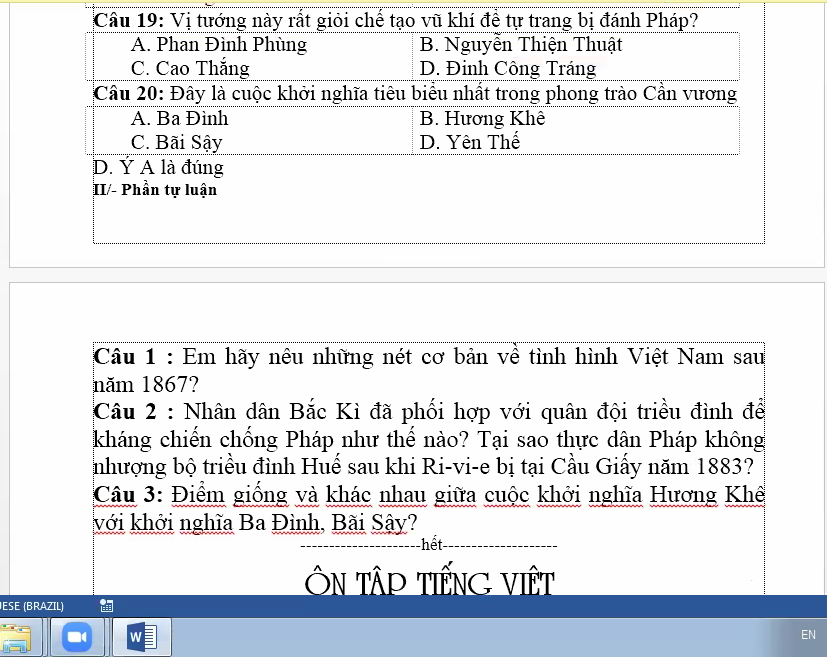 Câu 19: Vị tướng này rất giỏi chế tạo vũ khí để tự trang bị đánh Pháp?
A. Phan Đình Phùng B. Nguyễn Thiện Thuật
C. Cao Thắng D. Đinh Công Tráng
Câu 20: Đây là cuộc khởi nghĩa tiêu biểu nhất trong phong trào Cần vương
A. Ba Đình B. Hương Khê
C. Bãi Sậy D. Yên Thế
D. Ý A là đúng
II/- Phần tự luận
Câu 1 : Em hãy nêu những nét cơ bản về tình hình Việt Nam sau
năm 1867?
Câu 2 : Nhân dân Bắc Kì đã phối hợp với quân đội triều đình để
kháng chiến chống Pháp như thế nào? Tại sao thực dân Pháp không
nhượng bộ triều đình Huế sau khi Ri-vi-e bị tại Cầu Giấy năm 1883?
Câu 3: Điểm giống và khác nhau giữa cuộc khởi nghĩa Hương Khê
với khởi nghĩa Ba Đình, Bãi Sậy?
---------------------hết--------------------
ÔN TẬP TIẾNG VIỆT
ESE (BRAZIL)
W
EN